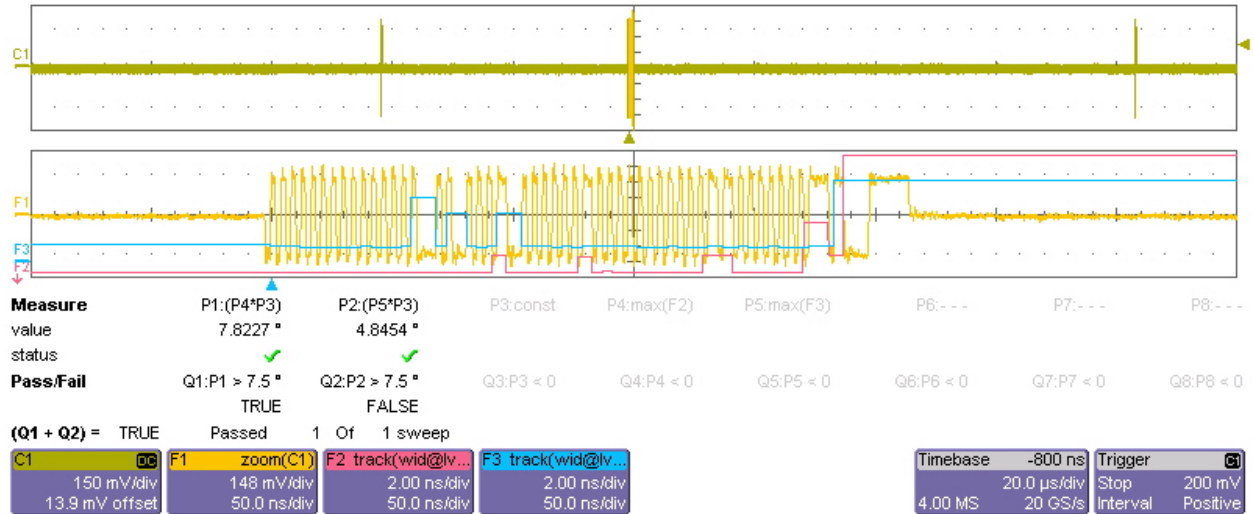 C1
F1
F3
F2
Measure P1:(P4*P3) P2:(P5*P3) P3:const P4:max(F2) P5:max(F3) P6:- - - P7:- - - P8:- - -
value 7.8227 ° 4.8454 °
status
Pass/Fail Q1:P1 > 7.5 ° Q2:P2 > 7.5 ° Q3:P3 < 0 Q4:P4 < 0 Q5:P5 < 0 Q6:P6 < 0 Q7:P7 < 0 Q8:P8 < 0
TRUE FALSE
(Q1 + Q2) = TRUE Passed 1 Of 1 sweep
C1 DC F1 zoom(C1) F2 track(wid@lv... F3 track(wid@lv... Timebase -800 ns Trigger C1
150 mV/div 148 mV/div 2.00 ns/div 2.00 ns/div 20.0 µs/div Stop 200 mV
13.9 mV offset 50.0 ns/div 50.0 ns/div 50.0 ns/div 4.00 MS 20 GS/s Interval Positive